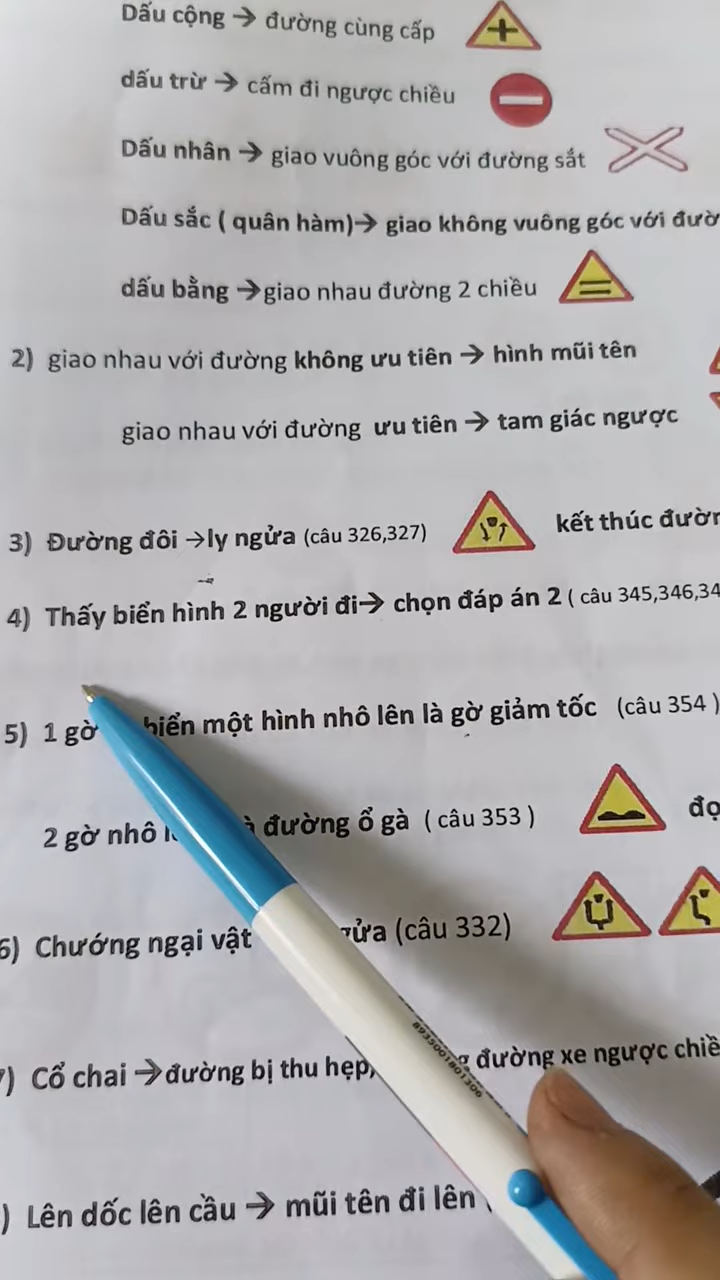 Dấu cộng → đường cùng cấp
dấu trừ → cấm đi ngược chiều
Dấu nhân → giao vuông góc với đường sắt
Dấu sắc ( quân hàm)→ giao không vuông góc với đườ
dấu bằng →giao nhau đường 2 chiều
2) giao nhau với đường không ưu tiên → hình mũi tên
giao nhau với đường ưu tiên → tam giác ngược
3) Đường đôi →ly ngửa (câu 326,327) kết thúc đườn
4) Thấy biển hình 2 người đi→ chọn đáp án 2 ( câu 345,346,34
5) 1 gờ biển một hình nhô lên là gờ giảm tốc (câu 354 )
2 gờ nhô đường ổ gà ( câu 353 ) đọ
6) Chướng ngại vật (câu 332)
7) Cổ chai →đường bị thu hẹp, đường xe ngược chiề
) Lên dốc lên cầu → mũi tên đi lên
8935001801306